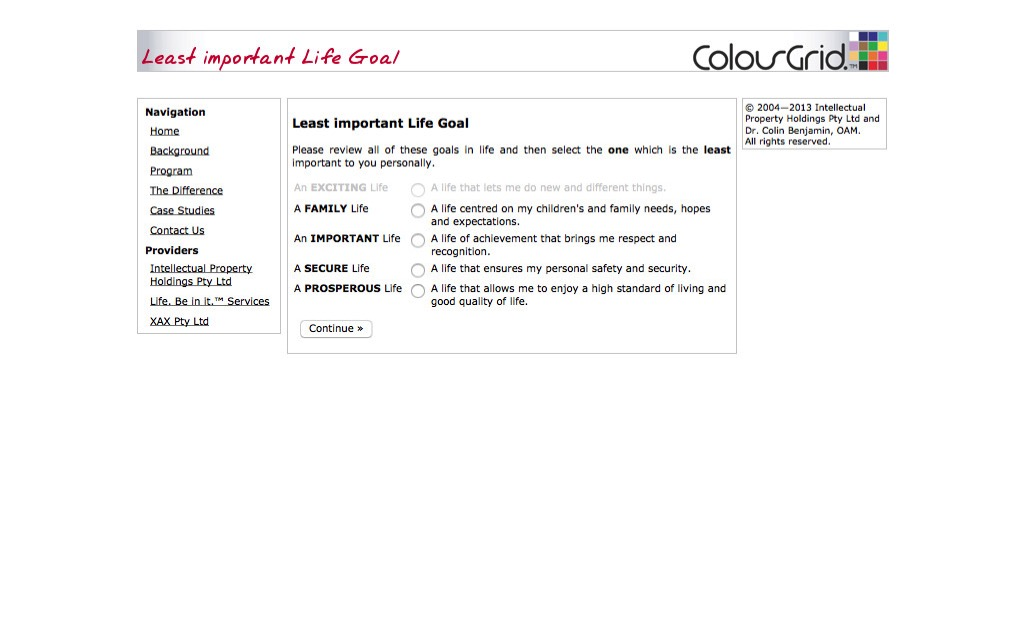 Least important Life Goal
ColourGrid.™
Navigation
Home
Background
Program
The Difference
Case Studies
Contact Us
Providers
Intellectual Property
Holdings Pty Ltd
Life. Be in it.™ Services
XAX Pty Ltd
Least important Life Goal
Please review all of these goals in life and then select the one which is the least
important to you personally.
An EXCITING Life A life that lets me do new and different things.
A FAMILY Life A life centred on my children's and family needs, hopes
and expectations.
An IMPORTANT Life A life of achievement that brings me respect and
recognition.
A SECURE Life A life that ensures my personal safety and security.
A PROSPEROUS Life A life that allows me to enjoy a high standard of living and
good quality of life.
Continue »
© 2004—2013 Intellectual
Property Holdings Pty Ltd and
Dr. Colin Benjamin, OAM.
All rights reserved.